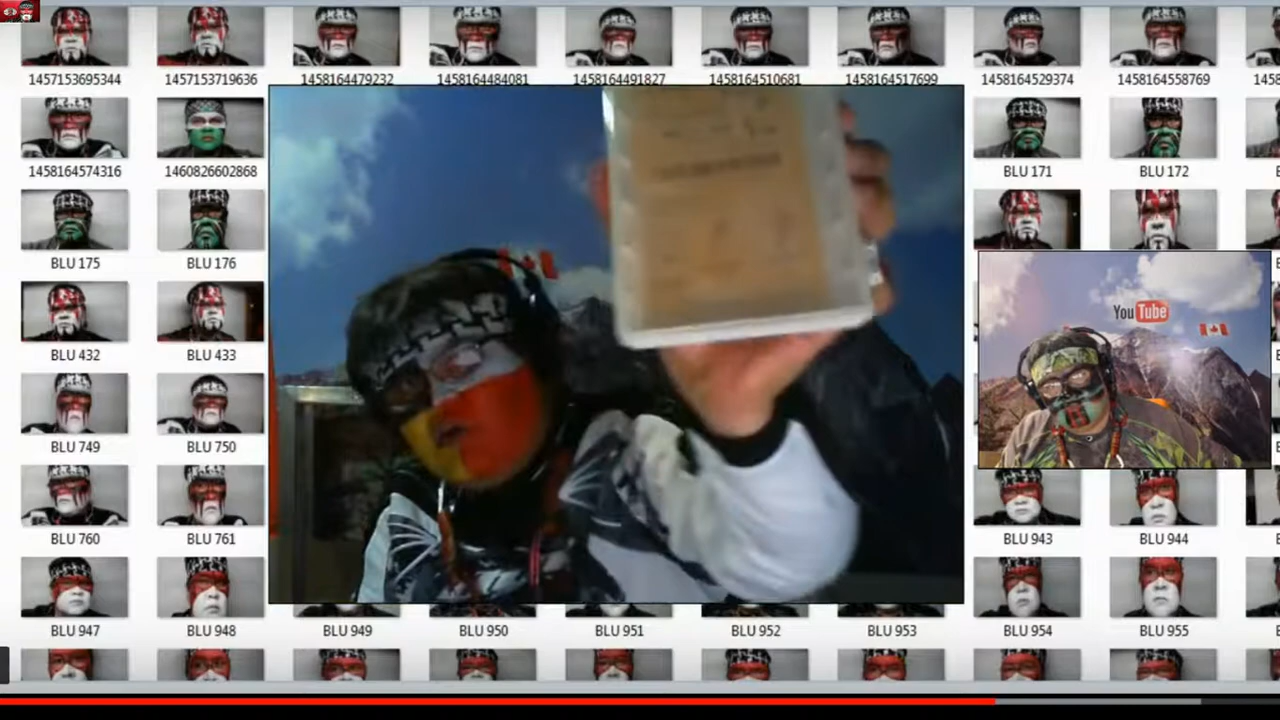 1457153695344 1457153719636 1458164479232 1458164484081 1458164491827 1458164510681 1458164517699 1458164529374 1458164558769
1458164574316 1460826602868 BLU 171 BLU 172
BLU 175 BLU 176
You Tube
BLU 432 BLU 433
BLU 749 BLU 750
BLU 760 BLU 761 BLU 943 BLU 944
BLU 947 BLU 948 BLU 949 BLU 950 BLU 951 BLU 952 BLU 953 BLU 954 BLU 955